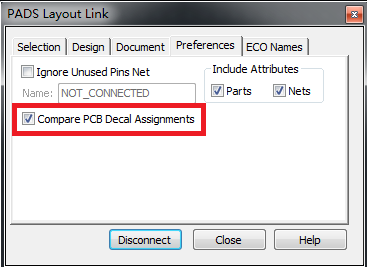 PADS Layout Link
Selection Design Document Preferences ECO Names
Ignore Unused Pins Net
Name: NOT_CONNECTED
Include Attributes
Parts Nets
Compare PCB Decal Assignments
Disconnect Close Help